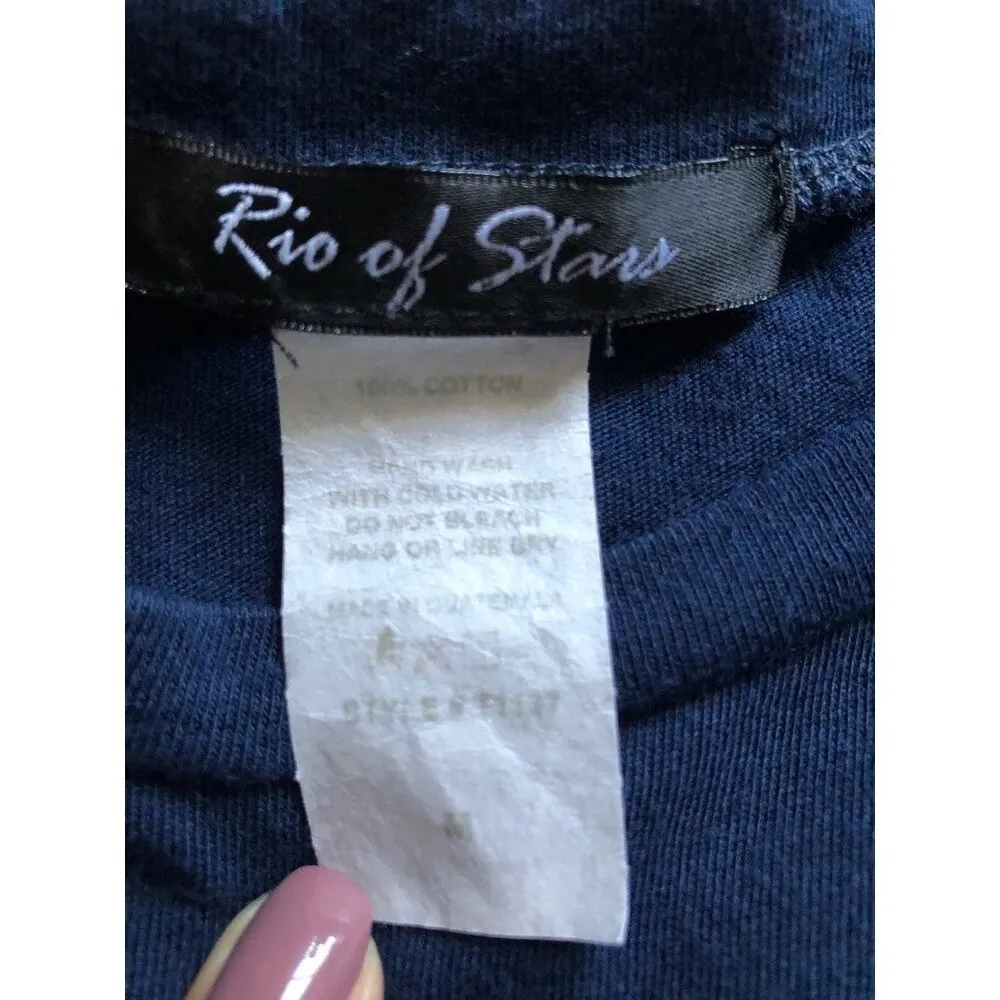 Rio of Stars
100% COTTON
HAND WASH
WITH COLD WATER
DO NOT BLEACH
HANG OR LINE DRY
MADE IN GUATEMALA
STYLE #
M